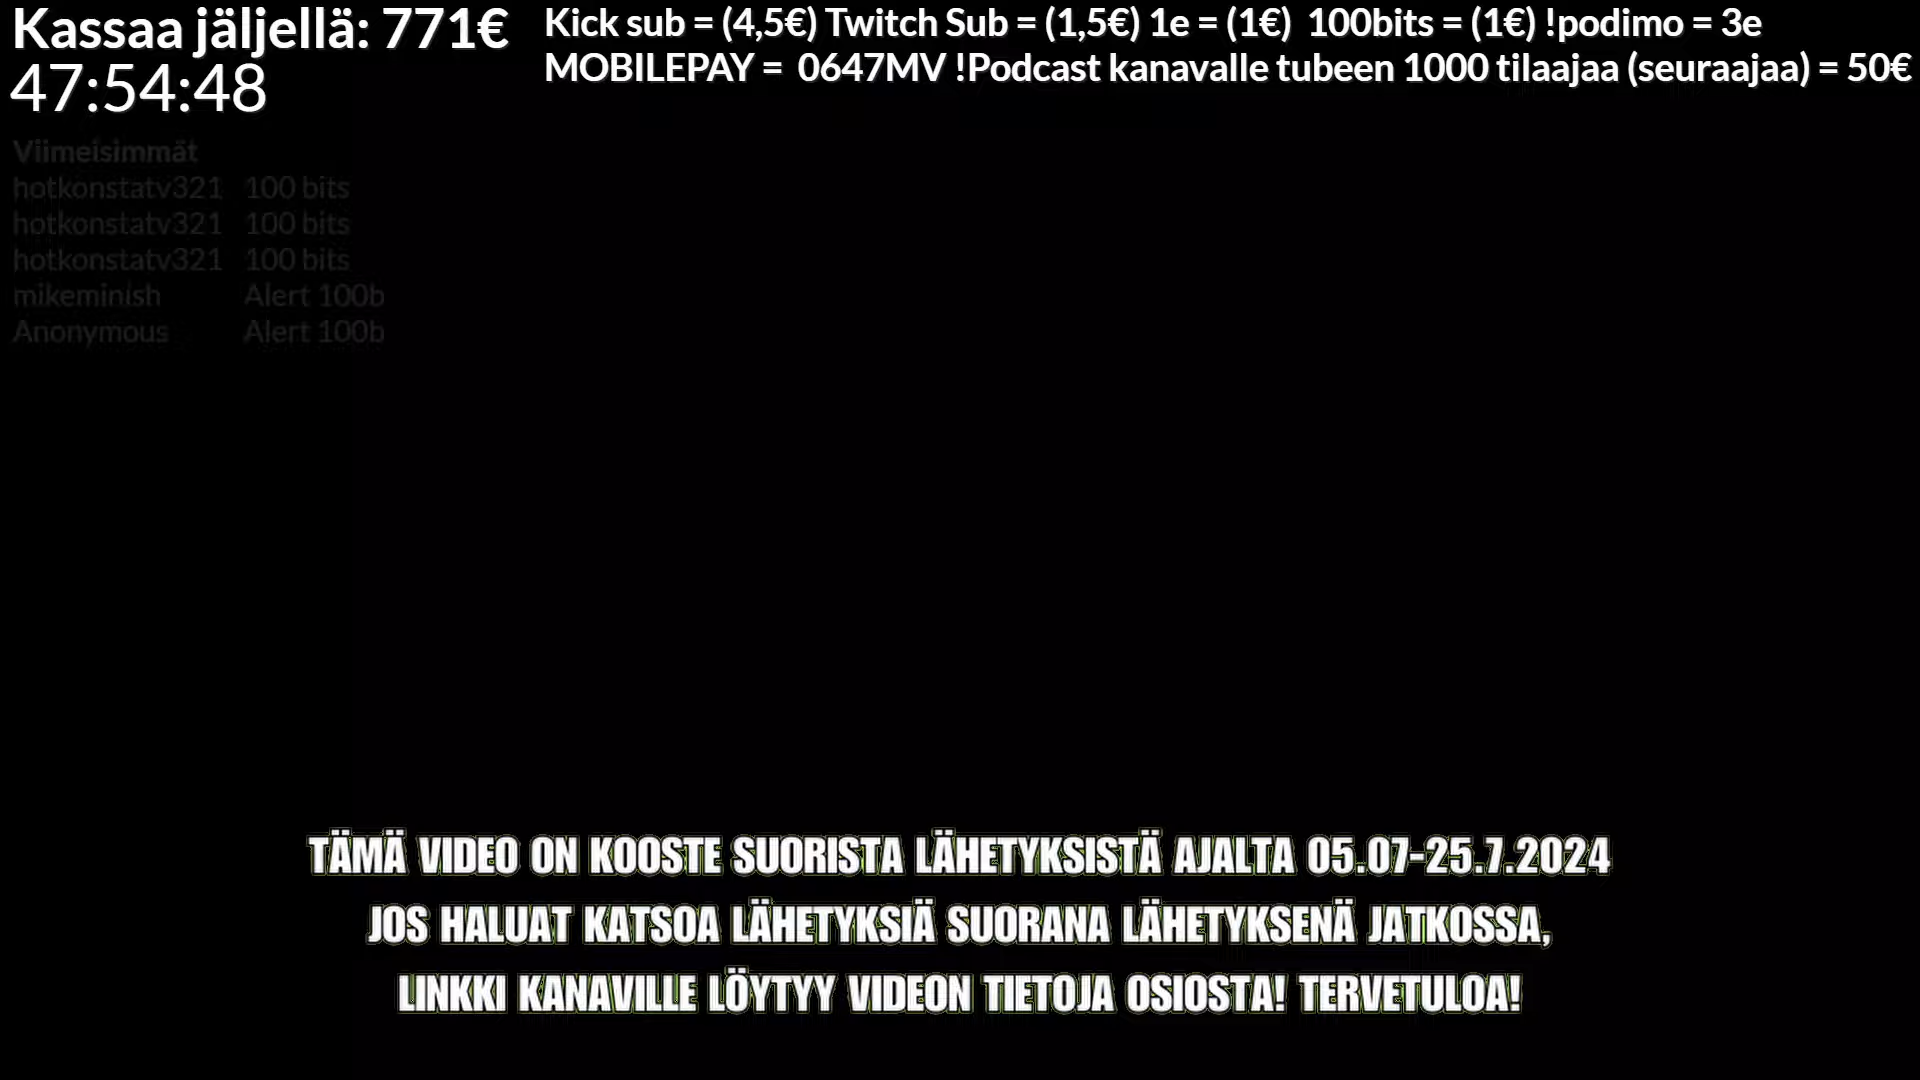 Kassaa jäljellä: 771€
47:54:48
Kick sub = (4,5€) Twitch Sub = (1,5€) 1e = (1€) 100bits = (1€) !podimo = 3e
MOBILEPAY = 0647MV !Podcast kanavalle tubeen 1000 tilaajaa (seuraajaa) = 50€
Viimeisimmät
hotkonstatv321 100 bits
hotkonstatv321 100 bits
hotkonstatv321 100 bits
mikeminish Alert 100b
Anonymous Alert 100b
TÄMÄ VIDEO ON KOOSTE SUORISTA LÄHETYKSISTÄ AJALTA 05.07-25.7.2024
JOS HALUAT KATSOA LÄHETYKSIÄ SUORANA LÄHETYKSENÄ JATKOSSA,
LINKKI KANAVILLE LÖYTYY VIDEON TIETOJA OSIOSTA! TERVETULOA!